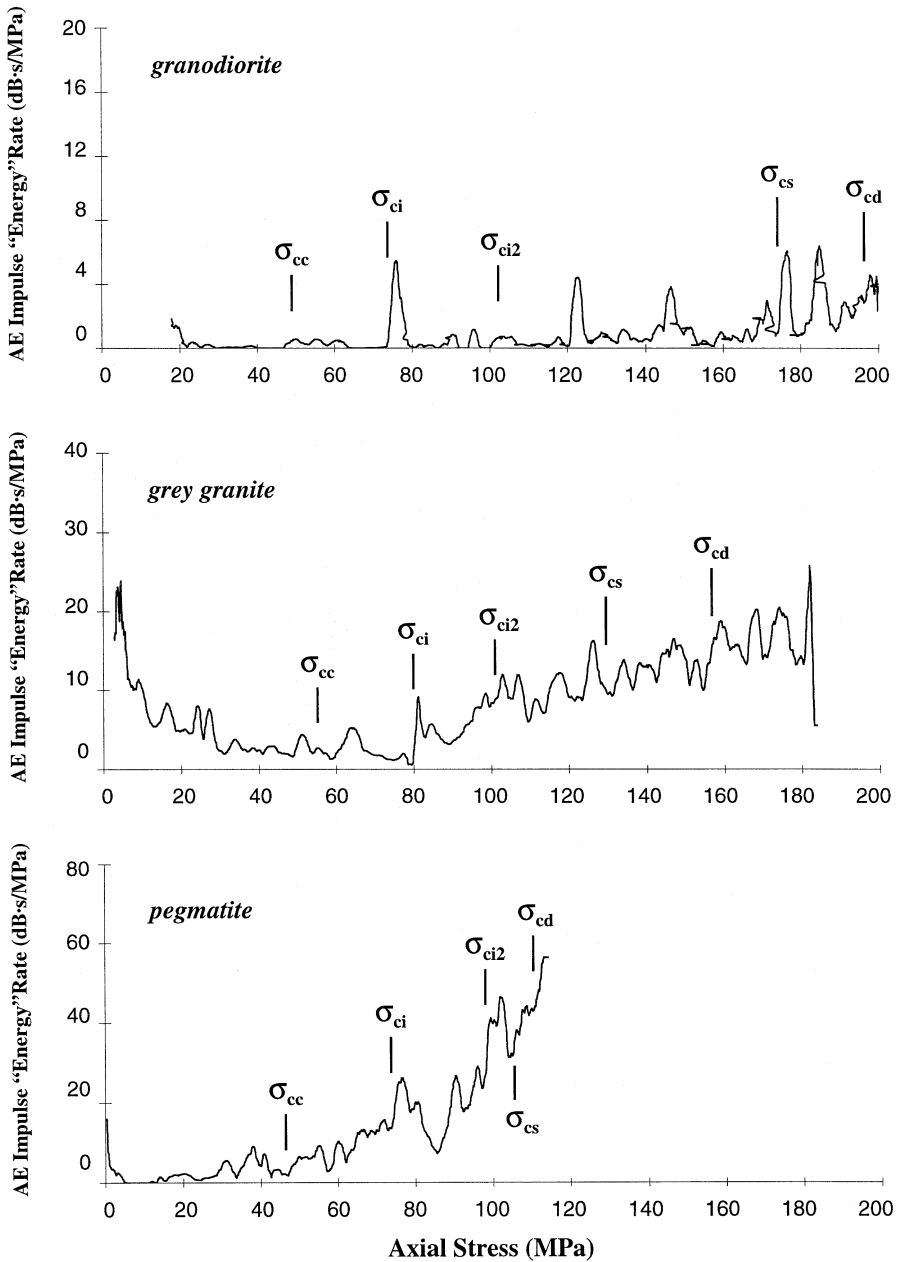 AE Impulse “Energy”Rate (dB·s/MPa)
20
16
12
8
4
0
granodiorite
σcc
σci
σci2
σcs
σcd
0 20 40 60 80 100 120 140 160 180 200
AE Impulse “Energy”Rate (dB·s/MPa)
40
30
20
10
0
grey granite
σcc
σci
σci2
σcs
σcd
0 20 40 60 80 100 120 140 160 180 200
AE Impulse “Energy”Rate (dB·s/MPa)
80
60
40
20
0
pegmatite
σcc
σci
σci2
σcd
σcs
0 20 40 60 80 100 120 140 160 180 200
Axial Stress (MPa)